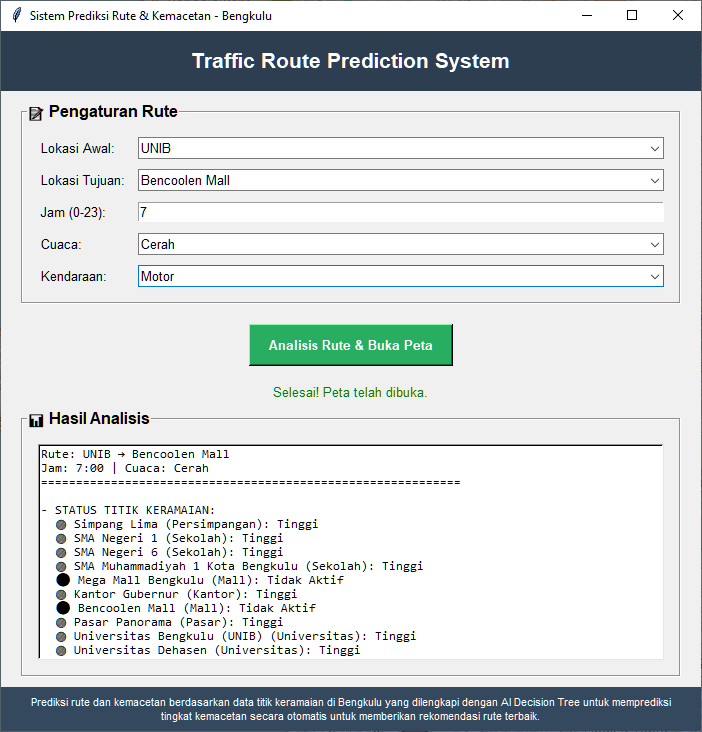 Sistem Prediksi Rute & Kemacetan - Bengkulu
Traffic Route Prediction System
Pengaturan Rute
Lokasi Awal: UNIB
Lokasi Tujuan: Bencoolen Mall
Jam (0-23): 7
Cuaca: Cerah
Kendaraan: Motor
Analisis Rute & Buka Peta
Selesai! Peta telah dibuka.
Hasil Analisis
Rute: UNIB → Bencoolen Mall
Jam: 7:00 | Cuaca: Cerah
============================================================
- STATUS TITIK KERAMAIAN:
Simpang Lima (Persimpangan): Tinggi
SMA Negeri 1 (Sekolah): Tinggi
SMA Negeri 6 (Sekolah): Tinggi
SMA Muhammadiyah 1 Kota Bengkulu (Sekolah): Tinggi
Mega Mall Bengkulu (Mall): Tidak Aktif
Kantor Gubernur (Kantor): Tinggi
Bencoolen Mall (Mall): Tidak Aktif
Pasar Panorama (Pasar): Tinggi
Universitas Bengkulu (UNIB) (Universitas): Tinggi
Universitas Dehasen (Universitas): Tinggi
Prediksi rute dan kemacetan berdasarkan data titik keramaian di Bengkulu yang dilengkapi dengan AI Decision Tree untuk memprediksi
tingkat kemacetan secara otomatis untuk memberikan rekomendasi rute terbaik.